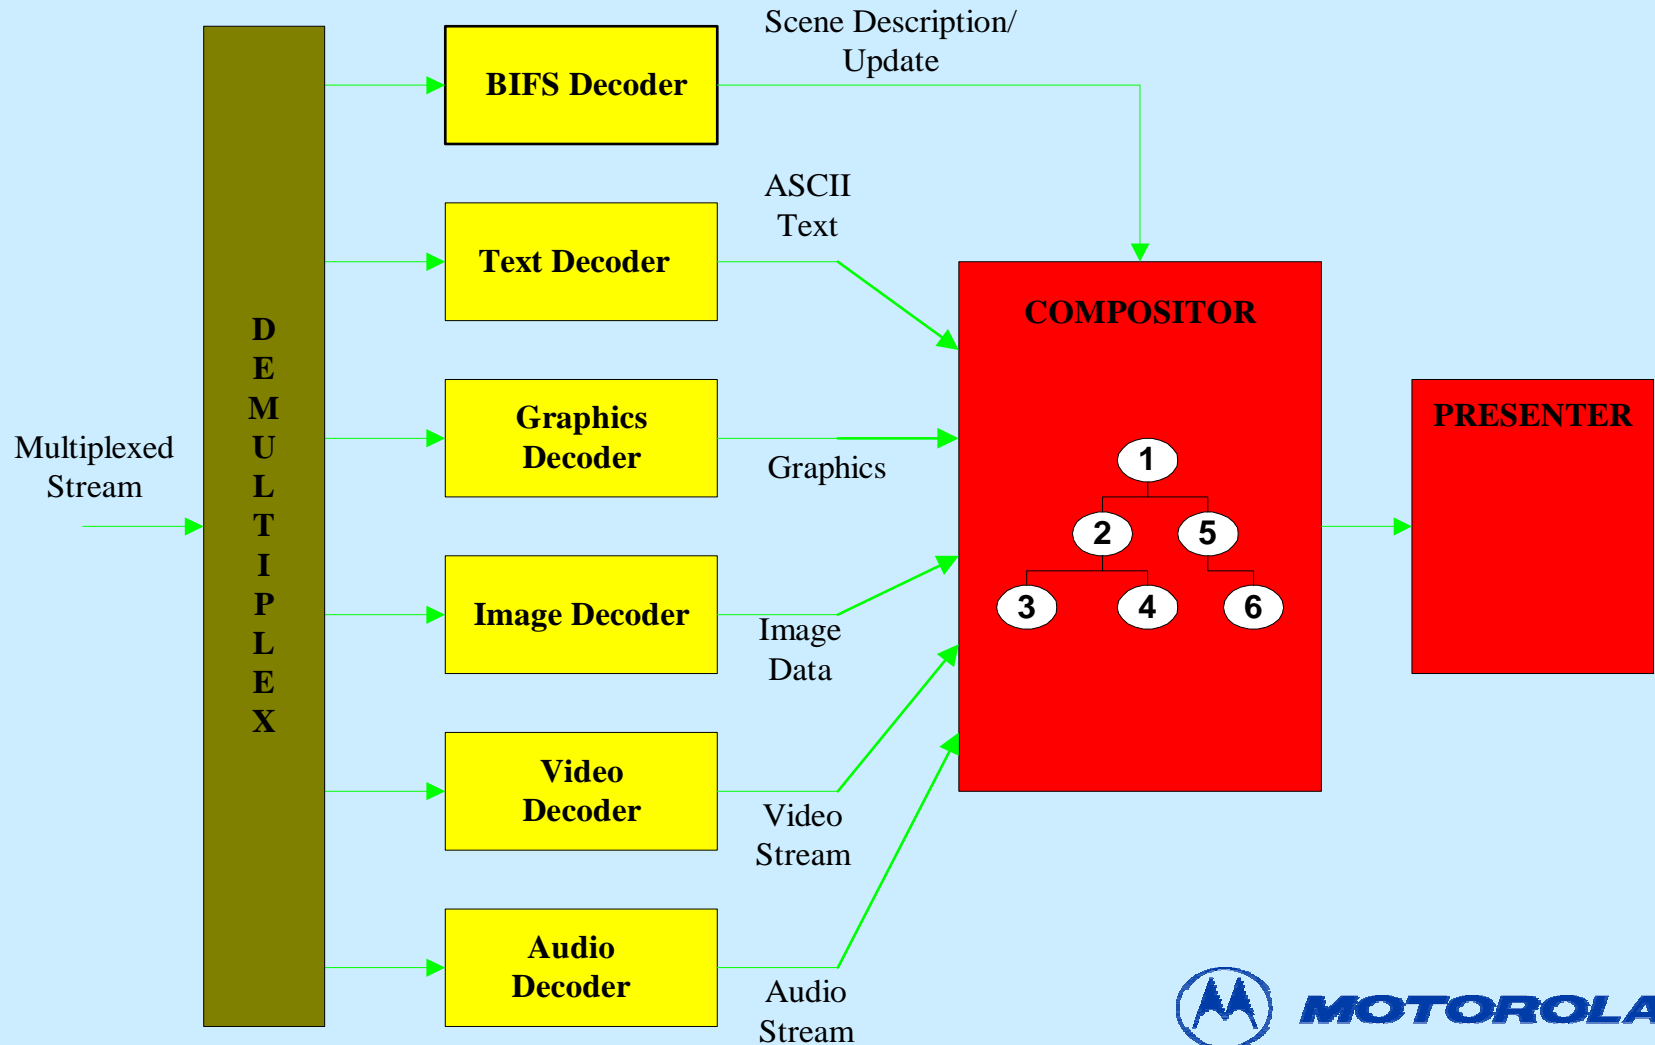 Scene Description/
Update
BIFS Decoder
ASCII
Text
Text Decoder
COMPOSITOR
D
E
M
U
L
T
I
P
L
E
X
Graphics
Decoder
Graphics
PRESENTER
Multiplexed
Stream
1
2
5
3
4
6
Image Decoder
Image
Data
Video
Decoder
Video
Stream
Audio
Decoder
Audio
Stream
MOTOROLA